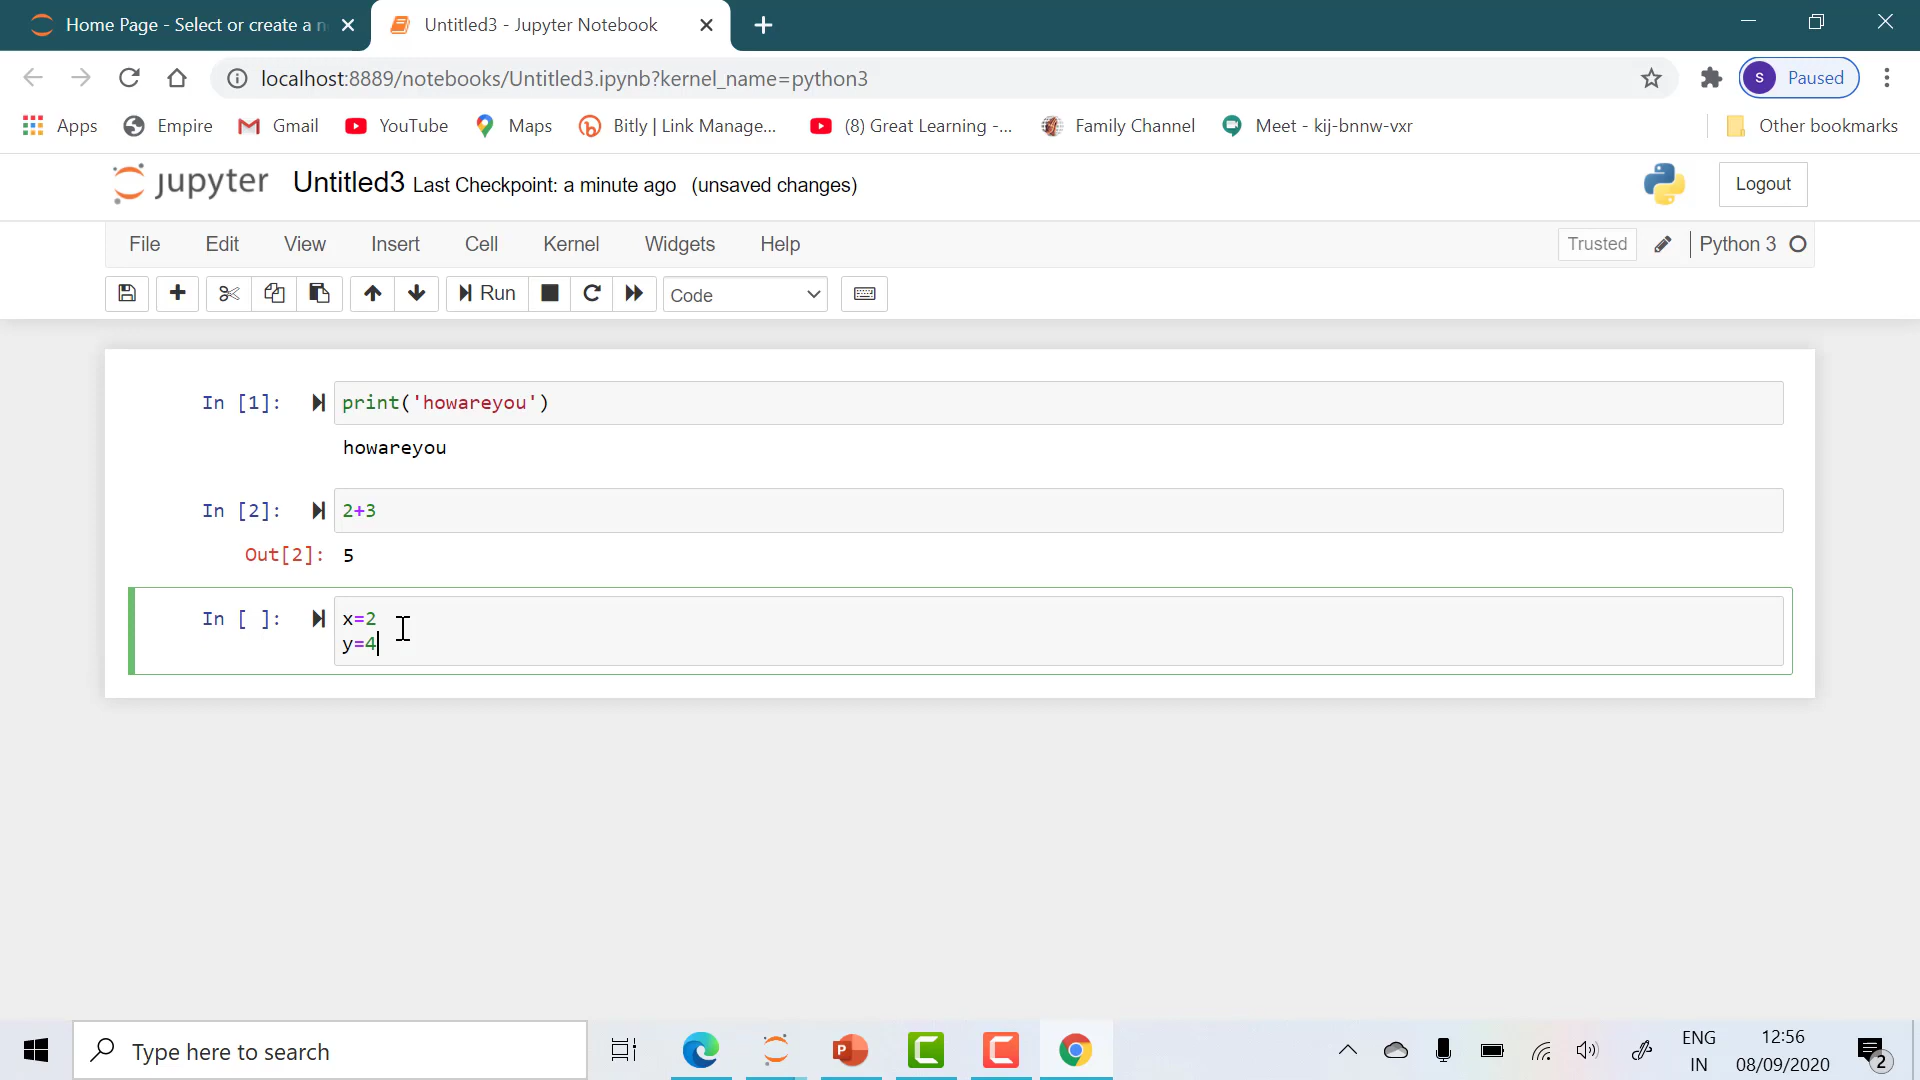 Home Page - Select or create a n
Untitled3 - Jupyter Notebook
localhost:8889/notebooks/Untitled3.ipynb?kernel_name=python3
S Paused
Apps Empire Gmail YouTube Maps Bitly | Link Manage... (8) Great Learning -... Family Channel Meet - kij-bnnw-vxr Other bookmarks
jupyter Untitled3 Last Checkpoint: a minute ago (unsaved changes) Logout
File Edit View Insert Cell Kernel Widgets Help Trusted Python 3
Run Code
In [1]: print('howareyou')
howareyou
In [2]: 2+3
Out[2]: 5
In [ ]: x=2
y=4
Type here to search
P
ENG
IN
12:56
08/09/2020
2